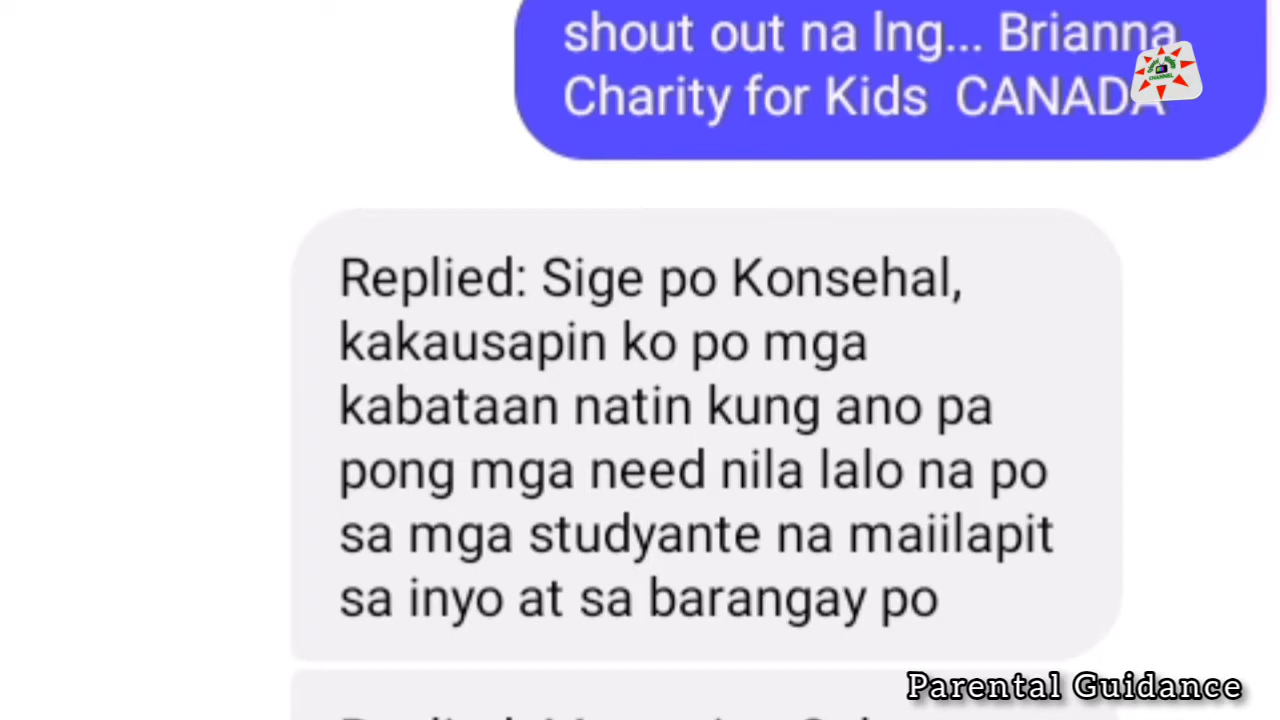 shout out na lng... Brianna
Charity for Kids CANADA
CHANNEL
Replied: Sige po Konsehal,
kakausapin ko po mga
kabataan natin kung ano pa
pong mga need nila lalo na po
sa mga studyante na maiilapit
sa inyo at sa barangay po
Parental Guidance